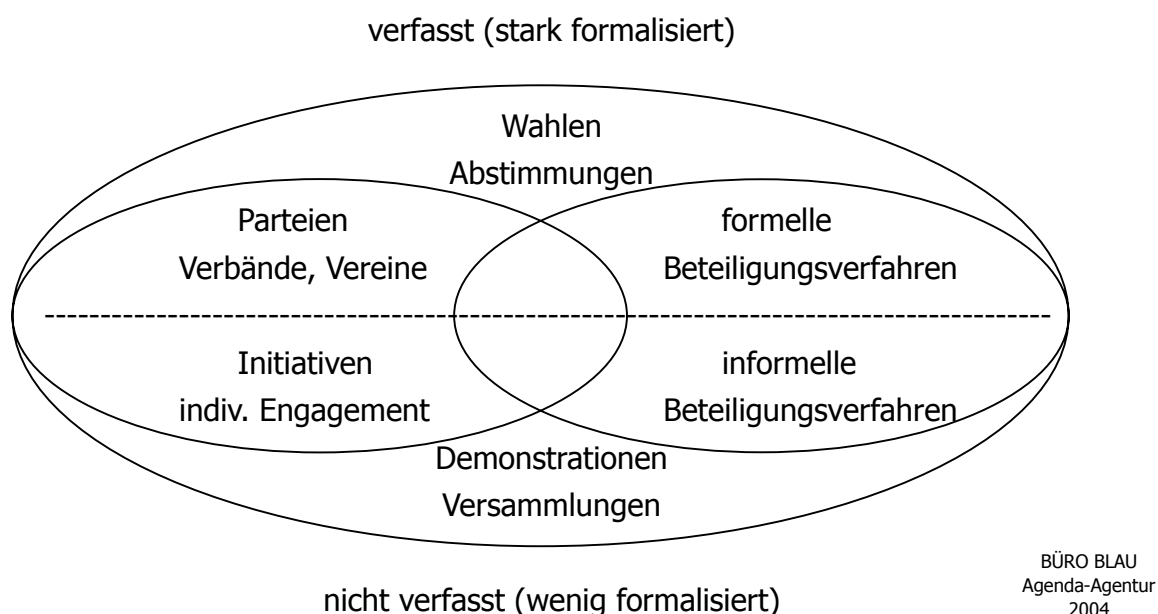 verfasst (stark formalisiert)
Wahlen
Abstimmungen
Parteien
Verbände, Vereine
formelle
Beteiligungsverfahren
Initiativen
indiv. Engagement
informelle
Beteiligungsverfahren
Demonstrationen
Versammlungen
nicht verfasst (wenig formalisiert)
BÜRO BLAU
Agenda-Agentur
2004